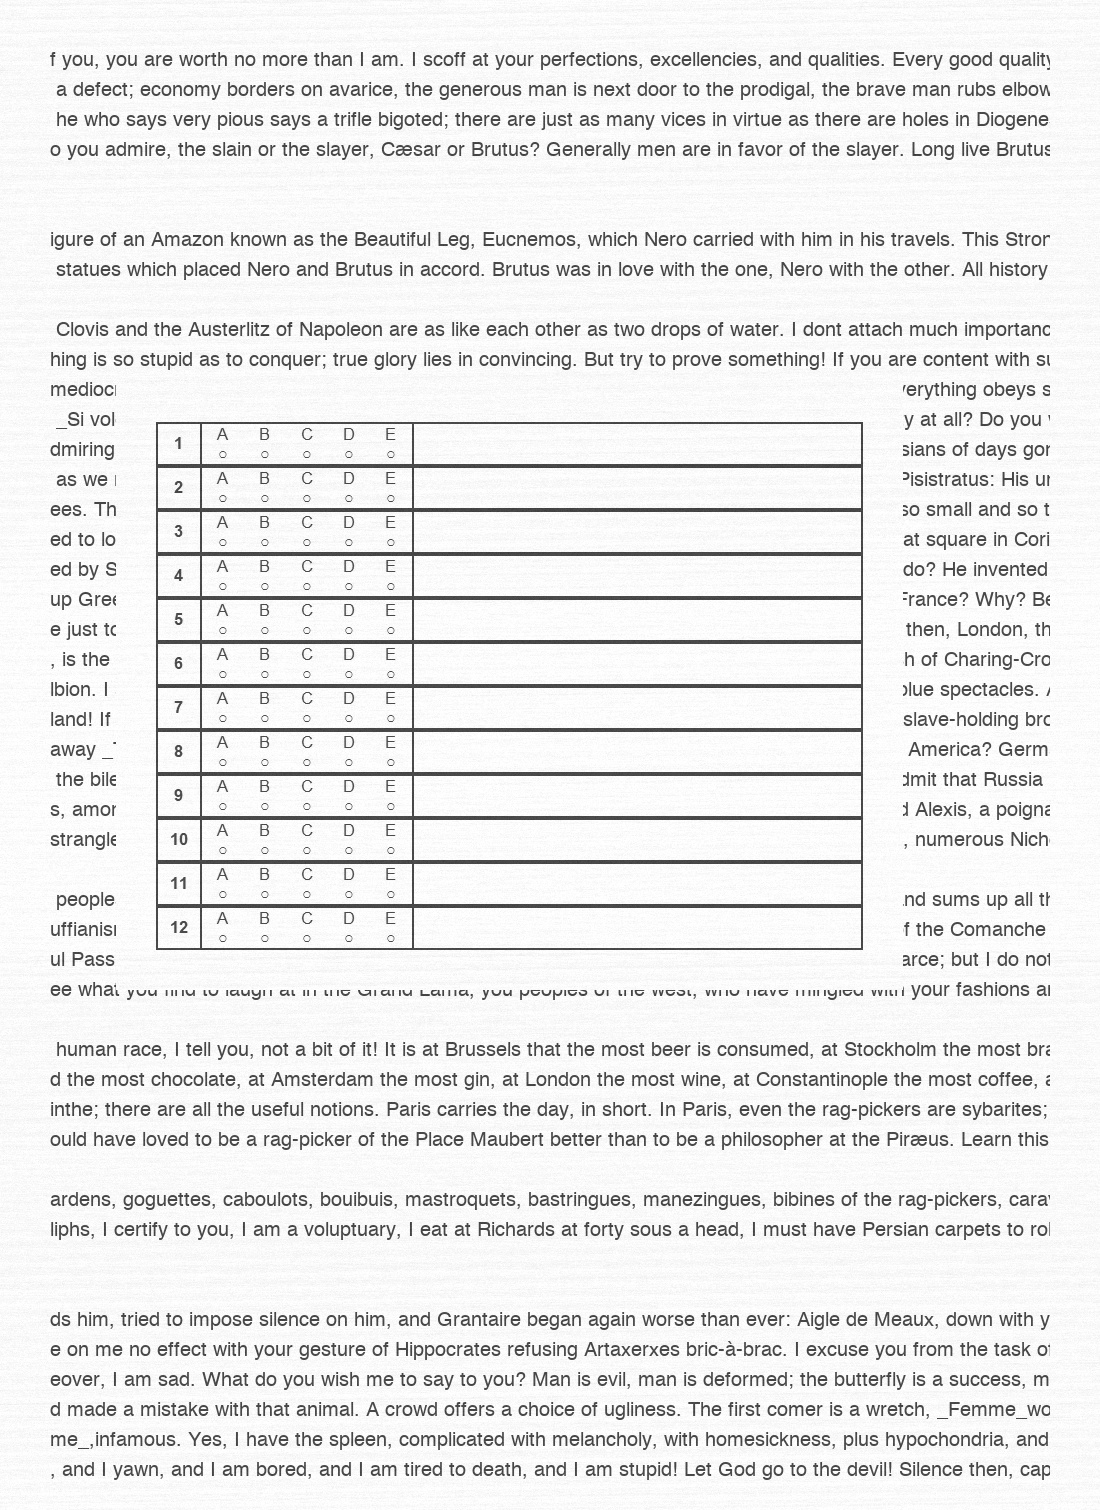 f you, you are worth no more than I am. I scoff at your perfections, excellencies, and qualities. Every good quality
a defect; economy borders on avarice, the generous man is next door to the prodigal, the brave man rubs elbow
he who says very pious says a trifle bigoted; there are just as many vices in virtue as there are holes in Diogene
o you admire, the slain or the slayer, Cæsar or Brutus? Generally men are in favor of the slayer. Long live Brutus
igure of an Amazon known as the Beautiful Leg, Eucnemos, which Nero carried with him in his travels. This Stron
statues which placed Nero and Brutus in accord. Brutus was in love with the one, Nero with the other. All history
Clovis and the Austerlitz of Napoleon are as like each other as two drops of water. I dont attach much importanc
hing is so stupid as to conquer; true glory lies in convincing. But try to prove something! If you are content with su
medioc verything obeys s
_Si vol y at all? Do you
dmiring sians of days gon
as we Pisistratus: His ur
ees. Th so small and so t
ed to lo at square in Cori
ed by S do? He invented
up Gree France? Why? Be
e just to then, London, th
, is the h of Charing-Cro
lbion. I blue spectacles.
land! If slave-holding bro
away _ America? Germ
the bile dmit that Russia
s, amon d Alexis, a poigna
strangle , numerous Nich
people and sums up all th
uffianis f the Comanche
ul Pass arce; but I do not
1 A B C D E
2 A B C D E
3 A B C D E
4 A B C D E
5 A B C D E
6 A B C D E
7 A B C D E
8 A B C D E
9 A B C D E
10 A B C D E
11 A B C D E
12 A B C D E
ee what you find to laugh at in the Grand Lama, you peoples of the west, who have mingled with your fashions an
human race, I tell you, not a bit of it! It is at Brussels that the most beer is consumed, at Stockholm the most bra
d the most chocolate, at Amsterdam the most gin, at London the most wine, at Constantinople the most coffee, a
inthe; there are all the useful notions. Paris carries the day, in short. In Paris, even the rag-pickers are sybarites;
ould have loved to be a rag-picker of the Place Maubert better than to be a philosopher at the Piræus. Learn this
ardens, goguettes, caboulots, bouibuis, mastroquets, bastringues, manezingues, bibines of the rag-pickers, carav
liphs, I certify to you, I am a voluptuary, I eat at Richards at forty sous a head, I must have Persian carpets to rol
ds him, tried to impose silence on him, and Grantaire began again worse than ever: Aigle de Meaux, down with y
e on me no effect with your gesture of Hippocrates refusing Artaxerxes bric-à-brac. I excuse you from the task of
eover, I am sad. What do you wish me to say to you? Man is evil, man is deformed; the butterfly is a success, m
d made a mistake with that animal. A crowd offers a choice of ugliness. The first comer is a wretch, _Femme_wo
me_,infamous. Yes, I have the spleen, complicated with melancholy, with homesickness, plus hypochondria, and
, and I yawn, and I am bored, and I am tired to death, and I am stupid! Let God go to the devil! Silence then, cap